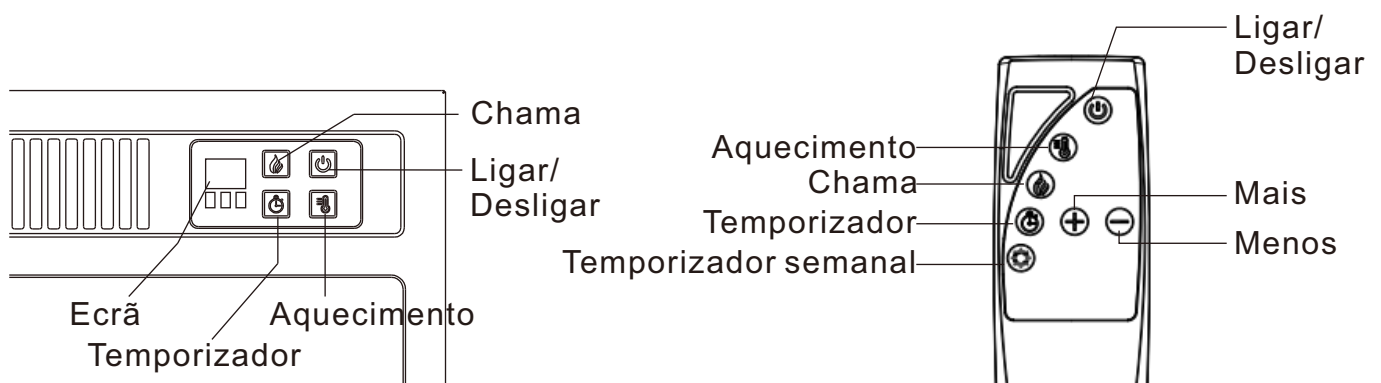 Chama
Ligar/
Desligar
Ecrã
Aquecimento
Temporizador
Ligar/
Desligar
Aquecimento
Chama
Temporizador
Temporizador semanal
Mais
Menos